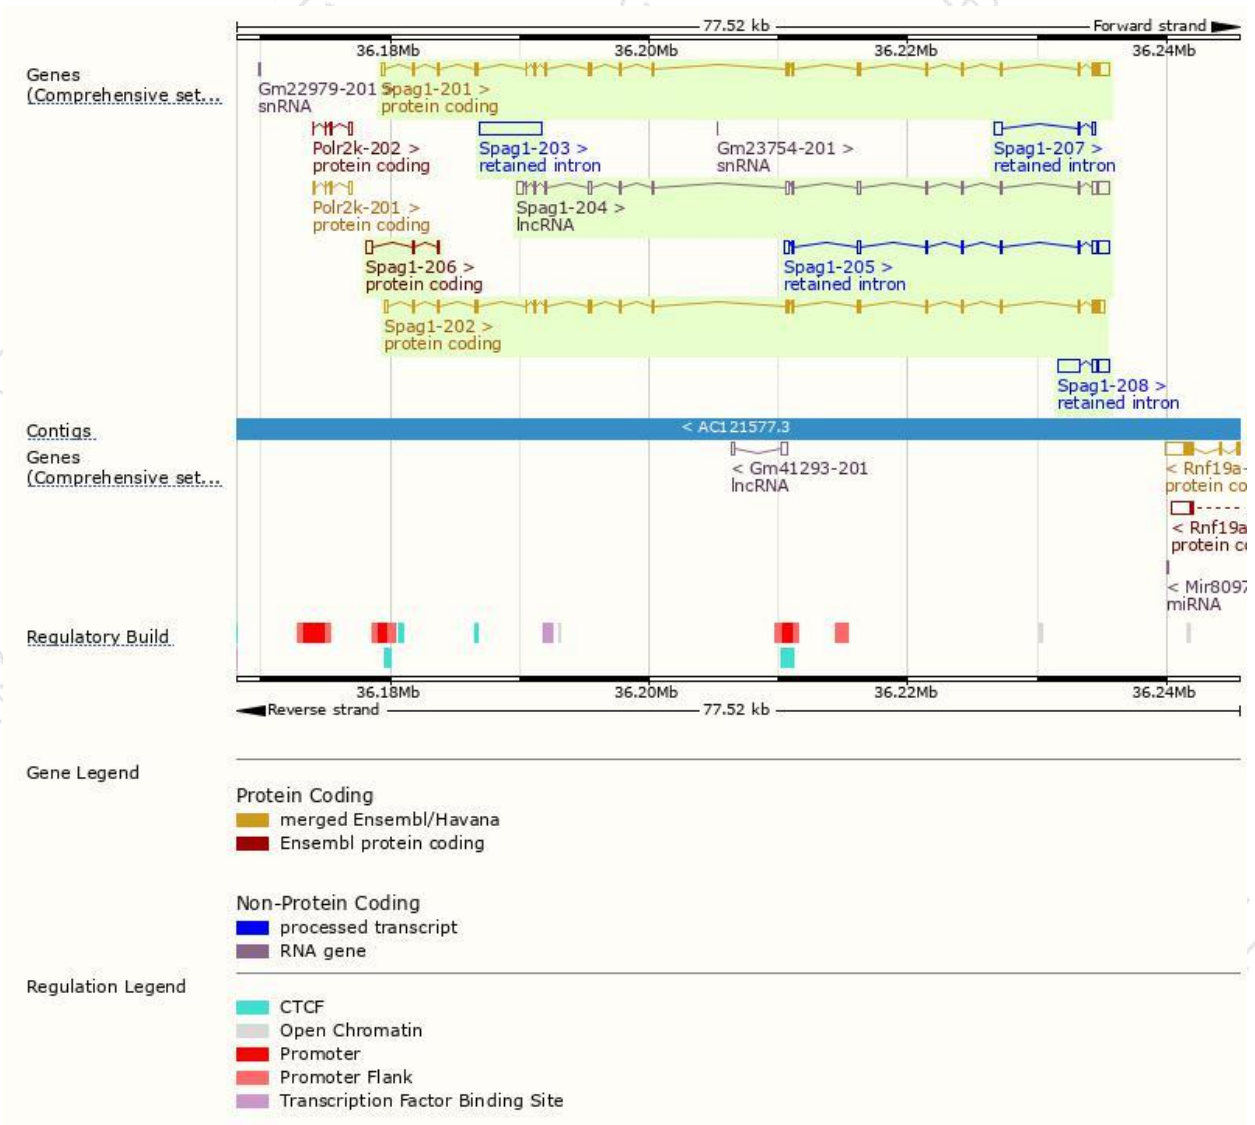 77.52 kb
Forward strand
36.18Mb 36.20Mb 36.22Mb 36.24Mb
Genes
(Comprehensive set...
Gm22979-201 > Spag1-201 >
snRNA protein coding
Polr2k-202 > Spag1-203 > Gm23754-201 > Spag1-207 >
protein coding retained intron snRNA retained intron
Polr2k-201 > Spag1-204 >
protein coding lncRNA
Spag1-206 > Spag1-205 >
protein coding retained intron
Spag1-202 >
protein coding
Spag1-208 >
retained intron
Contigs < AC121577.3
Genes
(Comprehensive set...
< Gm41293-201 < Rnf19a-
lncRNA protein co
< Rnf19a
protein c
< Mir8097
miRNA
Regulatory Build
36.18Mb 36.20Mb 36.22Mb 36.24Mb
Reverse strand 77.52 kb
Gene Legend
Protein Coding
merged Ensembl/Havana
Ensembl protein coding
Non-Protein Coding
processed transcript
RNA gene
Regulation Legend
CTCF
Open Chromatin
Promoter
Promoter Flank
Transcription Factor Binding Site